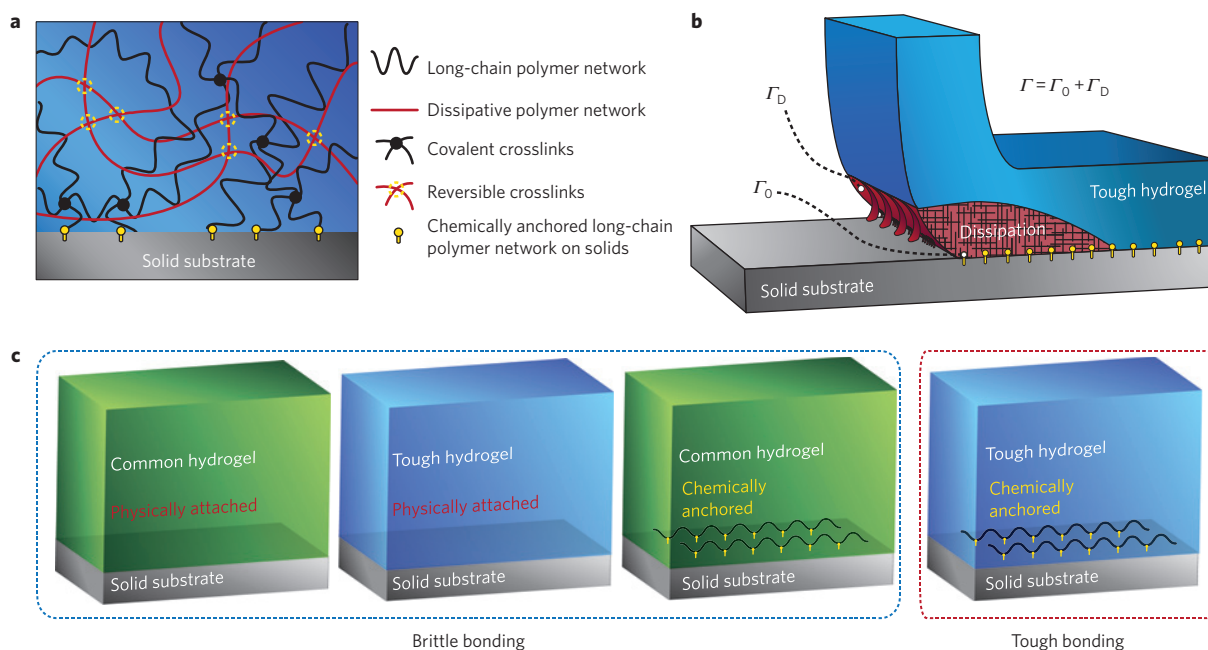 a
Long-chain polymer network
Dissipative polymer network
Covalent crosslinks
Reversible crosslinks
Chemically anchored long-chain
polymer network on solids
Solid substrate
b
Γ = Γ0 + ΓD
ΓD
Γ0
Tough hydrogel
Dissipation
Solid substrate
c
Common hydrogel
Physically attached
Solid substrate
Tough hydrogel
Physically attached
Common hydrogel
Chemically
anchored
Solid substrate
Tough hydrogel
Chemically
anchored
Solid substrate
Brittle bonding
Tough bonding